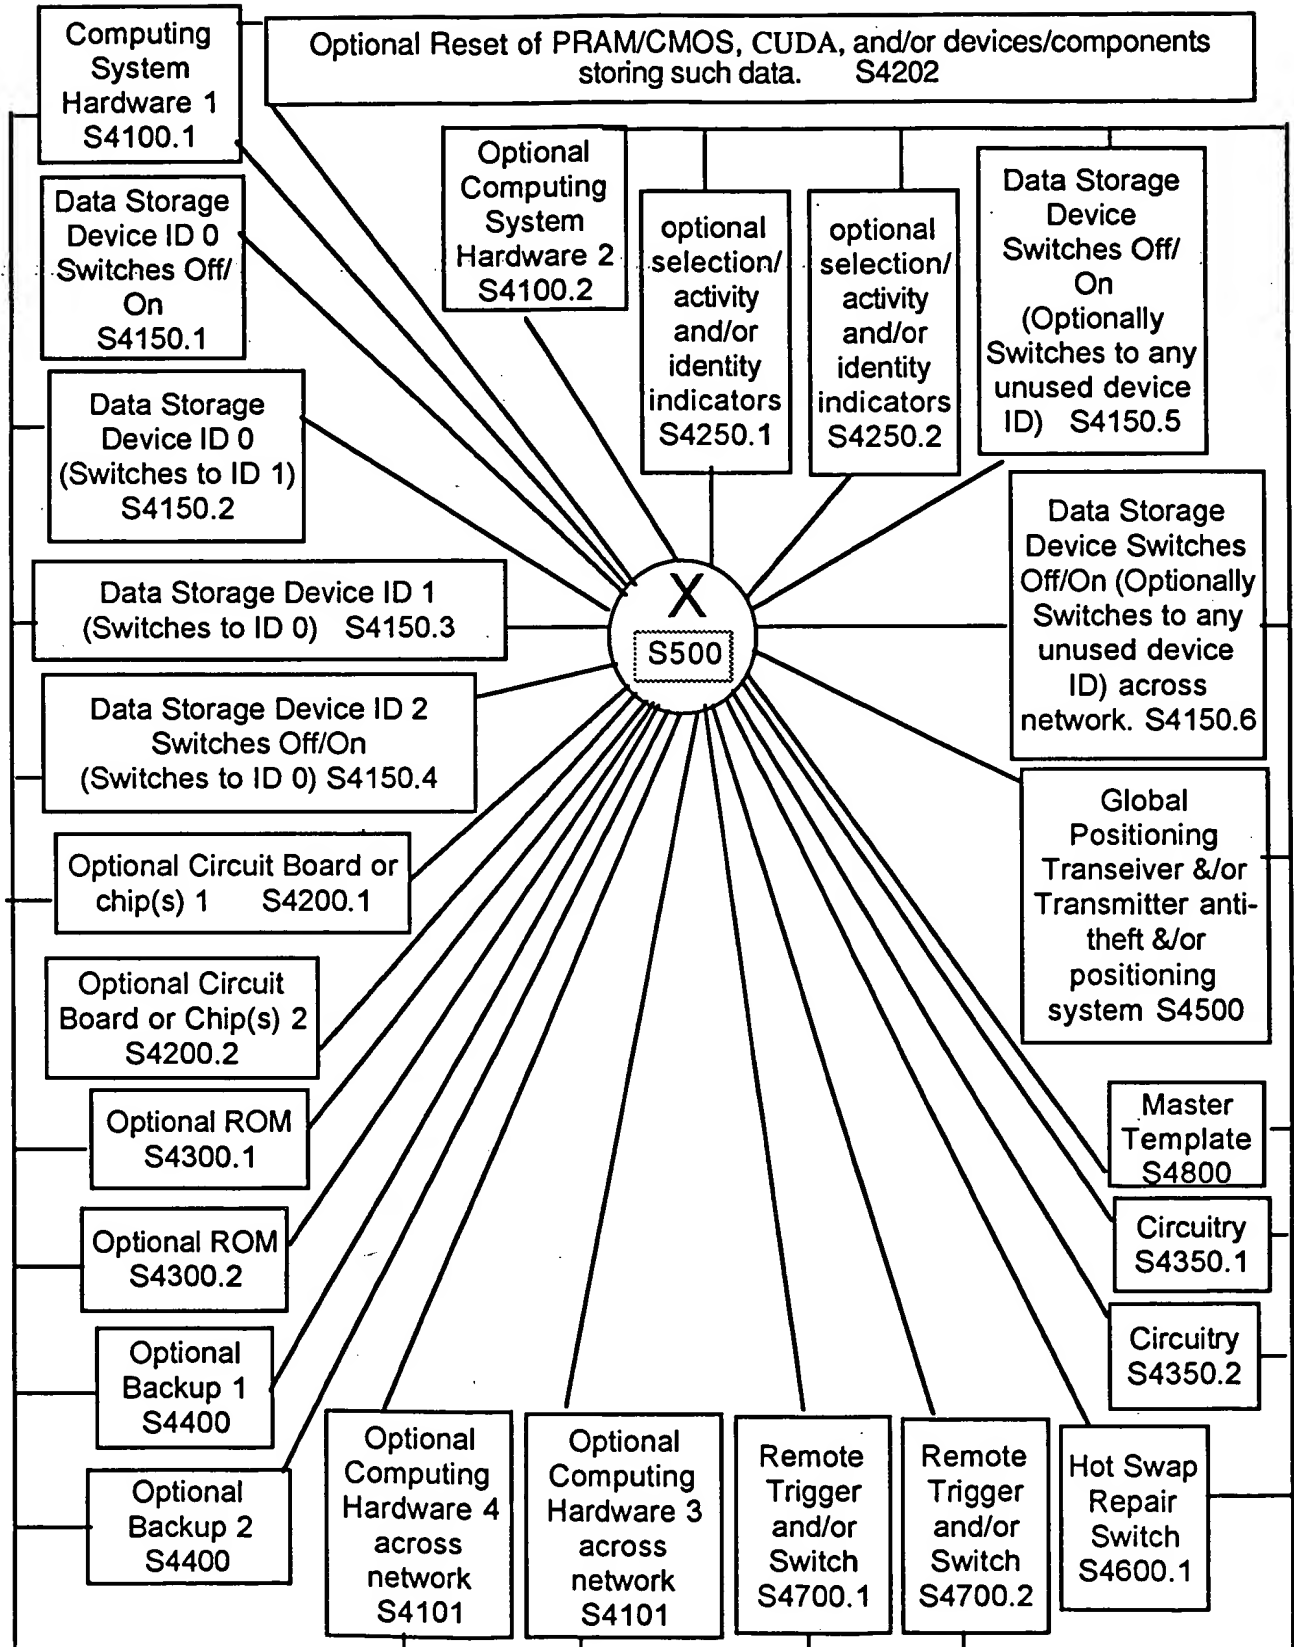 Computing
System
Hardware 1
S4100.1
Optional Reset of PRAM/CMOS, CUDA, and/or devices/components
storing such data. S4202
Data Storage
Device ID 0
Switches Off/
On
S4150.1
Optional
Computing
System
Hardware 2
S4100.2
optional
selection/
activity
and/or
identity
indicators
S4250.1
optional
selection/
activity
and/or
identity
indicators
S4250.2
Data Storage
Device
Switches Off/
On
(Optionally
Switches to any
unused device
ID) S4150.5
Data Storage
Device ID 0
(Switches to ID 1)
S4150.2
Data Storage
Device Switches
Off/On (Optionally
Switches to any
unused device
ID) across
network. S4150.6
Data Storage Device ID 1
(Switches to ID 0) S4150.3
X
S500
Data Storage Device ID 2
Switches Off/On
(Switches to ID 0) S4150.4
Global
Positioning
Transeiver &/or
Transmitter anti-
theft &/or
positioning
system S4500
Optional Circuit Board or
chip(s) 1 S4200.1
Optional Circuit
Board or Chip(s) 2
S4200.2
Optional ROM
S4300.1
Master
Template
S4800
Optional ROM
S4300.2
Circuitry
S4350.1
Optional
Backup 1
S4400
Circuitry
S4350.2
Optional
Backup 2
S4400
Optional
Computing
Hardware 4
across
network
S4101
Optional
Computing
Hardware 3
across
network
S4101
Remote
Trigger
and/or
Switch
S4700.1
Remote
Trigger
and/or
Switch
S4700.2
Hot Swap
Repair
Switch
S4600.1